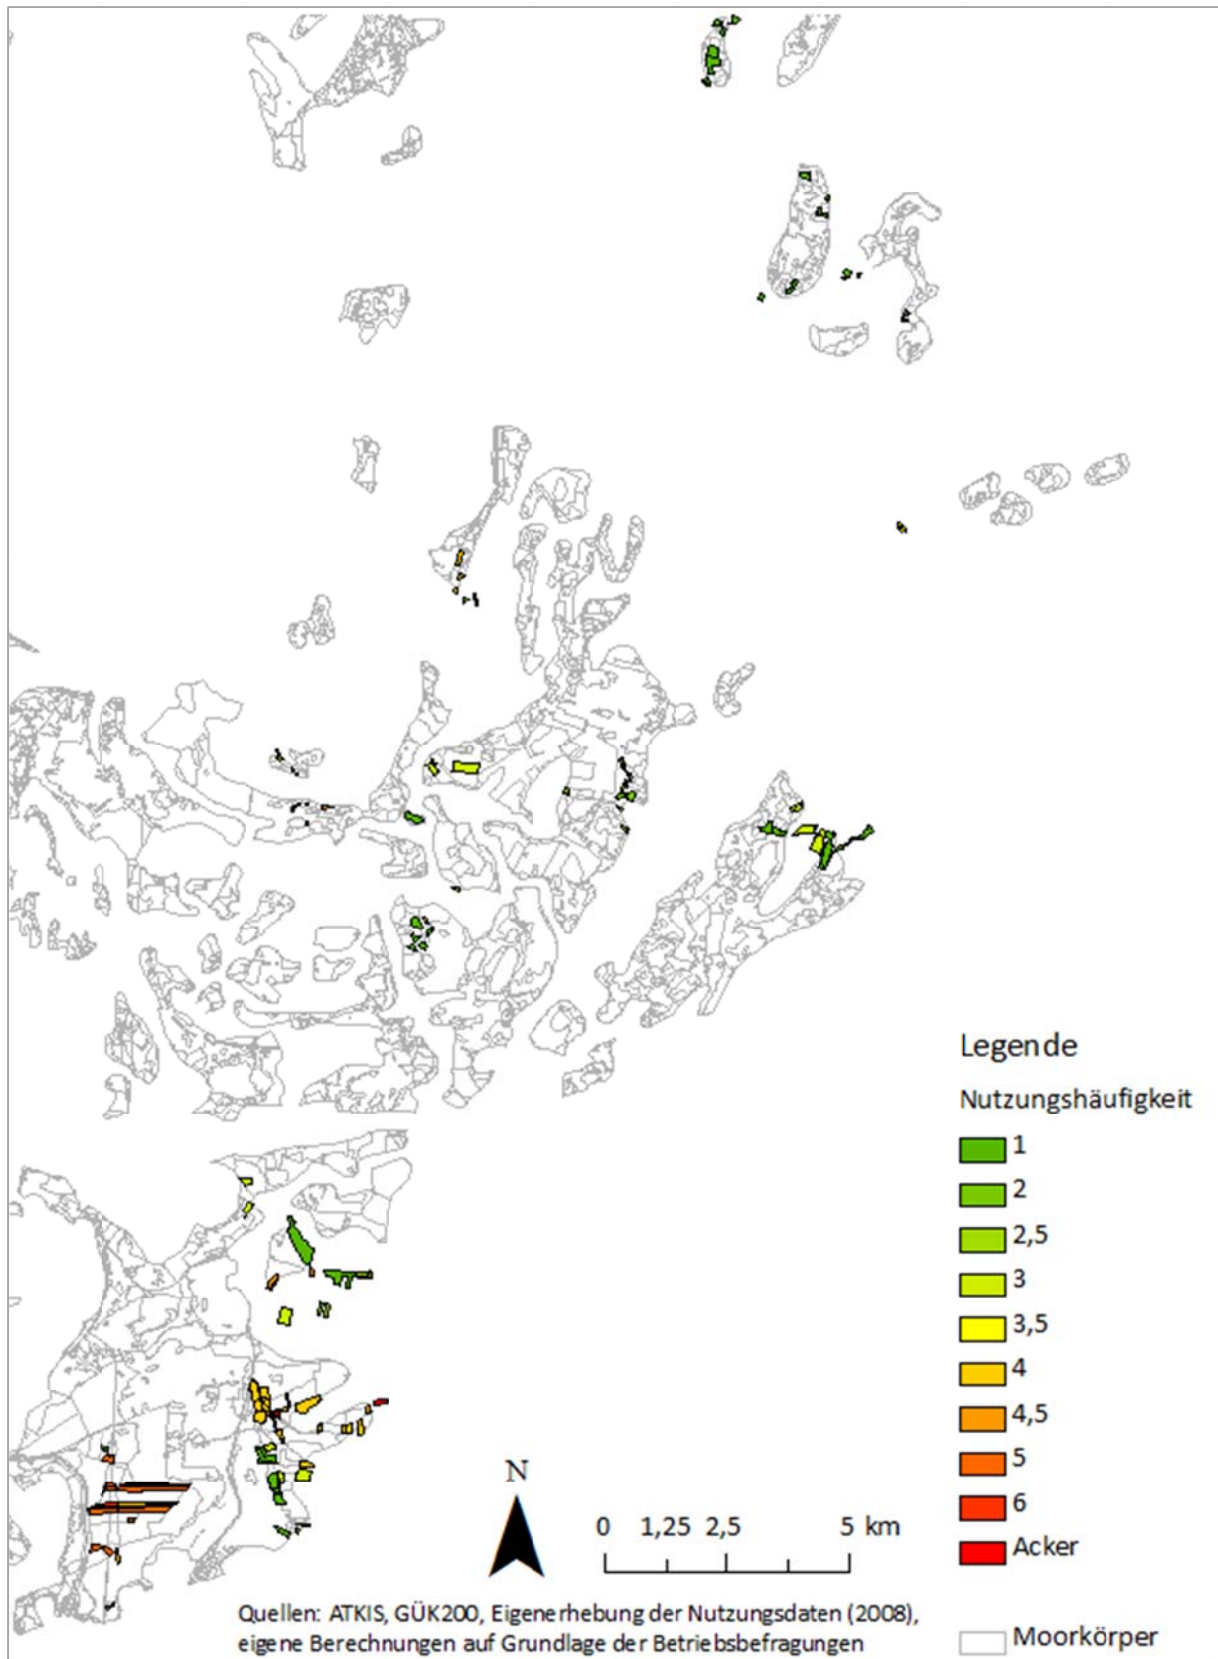 Legende
Nutzungshäufigkeit
1
2
2,5
3
3,5
4
4,5
5
6
Acker
Moorkörper
N
0 1,25 2,5 5 km
Quellen: ATKIS, GÜK200, Eigenerhebung der Nutzungsdaten (2008),
eigene Berechnungen auf Grundlage der Betriebsbefragungen